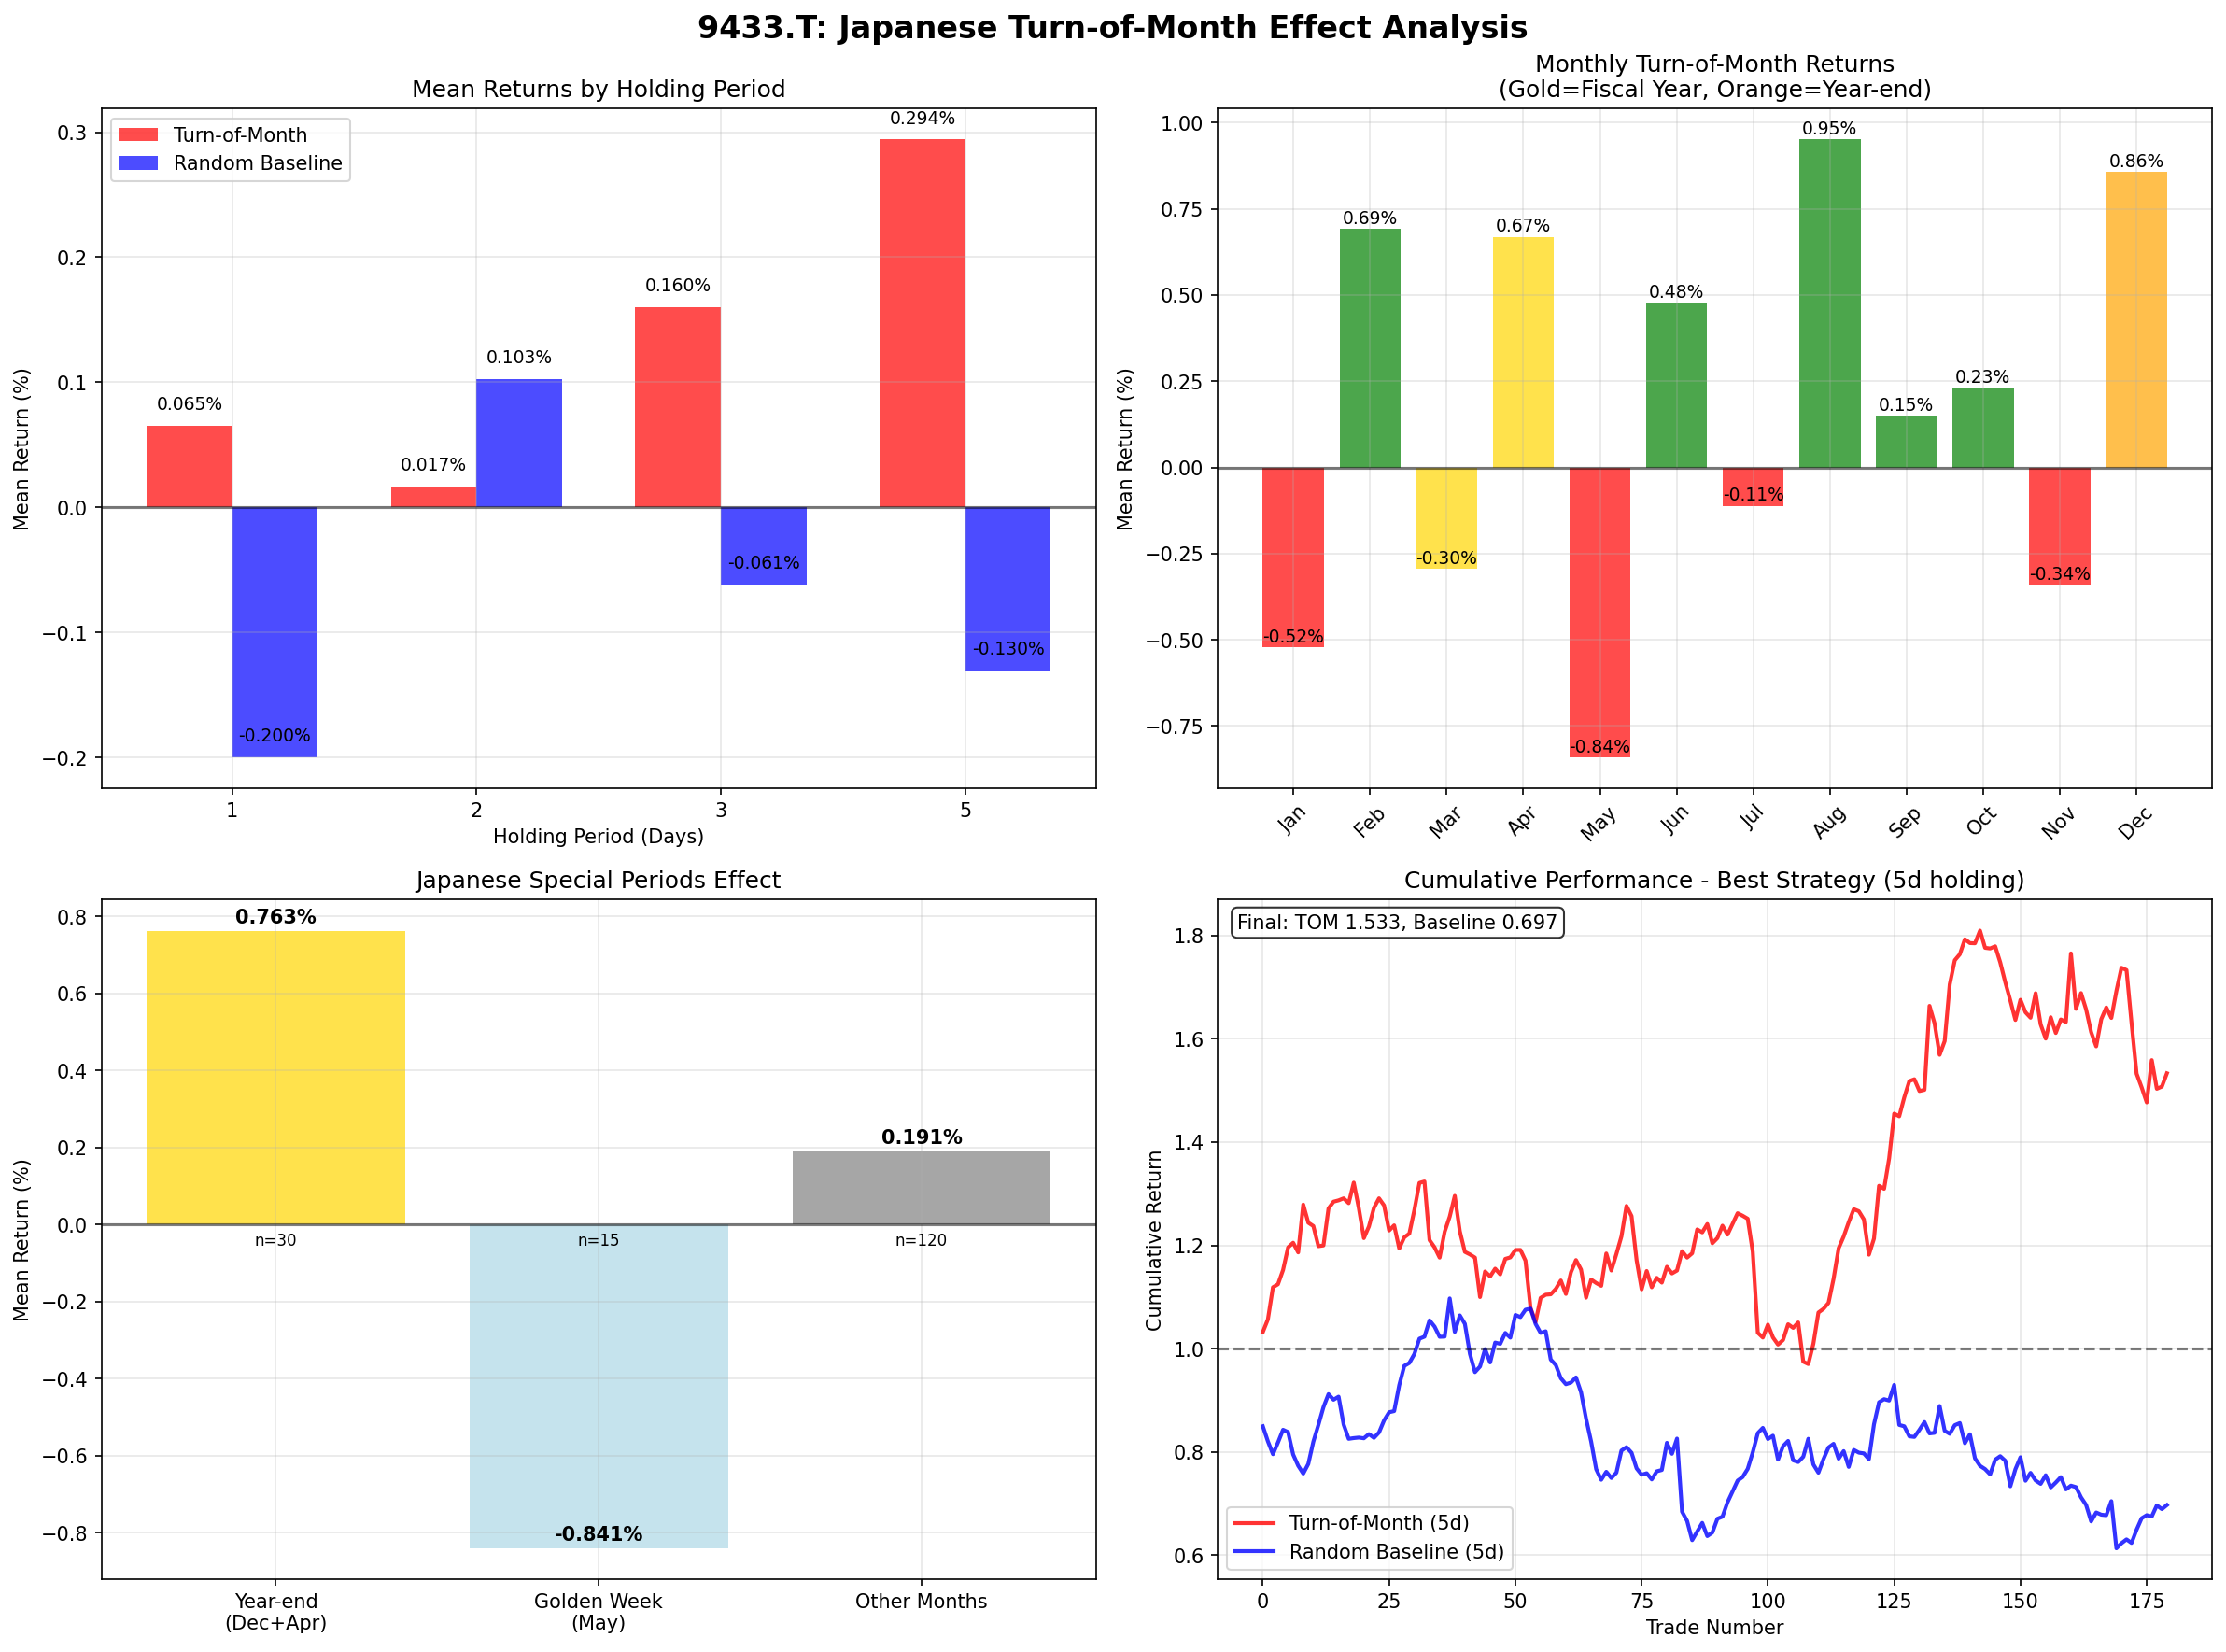 9433.T: Japanese Turn-of-Month Effect Analysis
Mean Returns by Holding Period
Turn-of-Month
Random Baseline
Mean Return (%)
0.3
0.2
0.1
0.0
−0.1
−0.2
0.065%
-0.200%
0.017%
0.103%
0.160%
-0.061%
0.294%
-0.130%
1
2
3
5
Holding Period (Days)
Monthly Turn-of-Month Returns
(Gold=Fiscal Year, Orange=Year-end)
Mean Return (%)
1.00
0.75
0.50
0.25
0.00
−0.25
−0.50
−0.75
-0.52%
0.69%
-0.30%
0.67%
-0.84%
0.48%
-0.11%
0.95%
0.15%
0.23%
-0.34%
0.86%
Jan
Feb
Mar
Apr
May
Jun
Jul
Aug
Sep
Oct
Nov
Dec
Japanese Special Periods Effect
Mean Return (%)
0.8
0.6
0.4
0.2
0.0
−0.2
−0.4
−0.6
−0.8
0.763%
-0.841%
0.191%
n=30
n=15
n=120
Year-end
(Dec+Apr)
Golden Week
(May)
Other Months
Cumulative Performance - Best Strategy (5d holding)
Final: TOM 1.533, Baseline 0.697
Cumulative Return
1.8
1.6
1.4
1.2
1.0
0.8
0.6
Turn-of-Month (5d)
Random Baseline (5d)
0
25
50
75
100
125
150
175
Trade Number